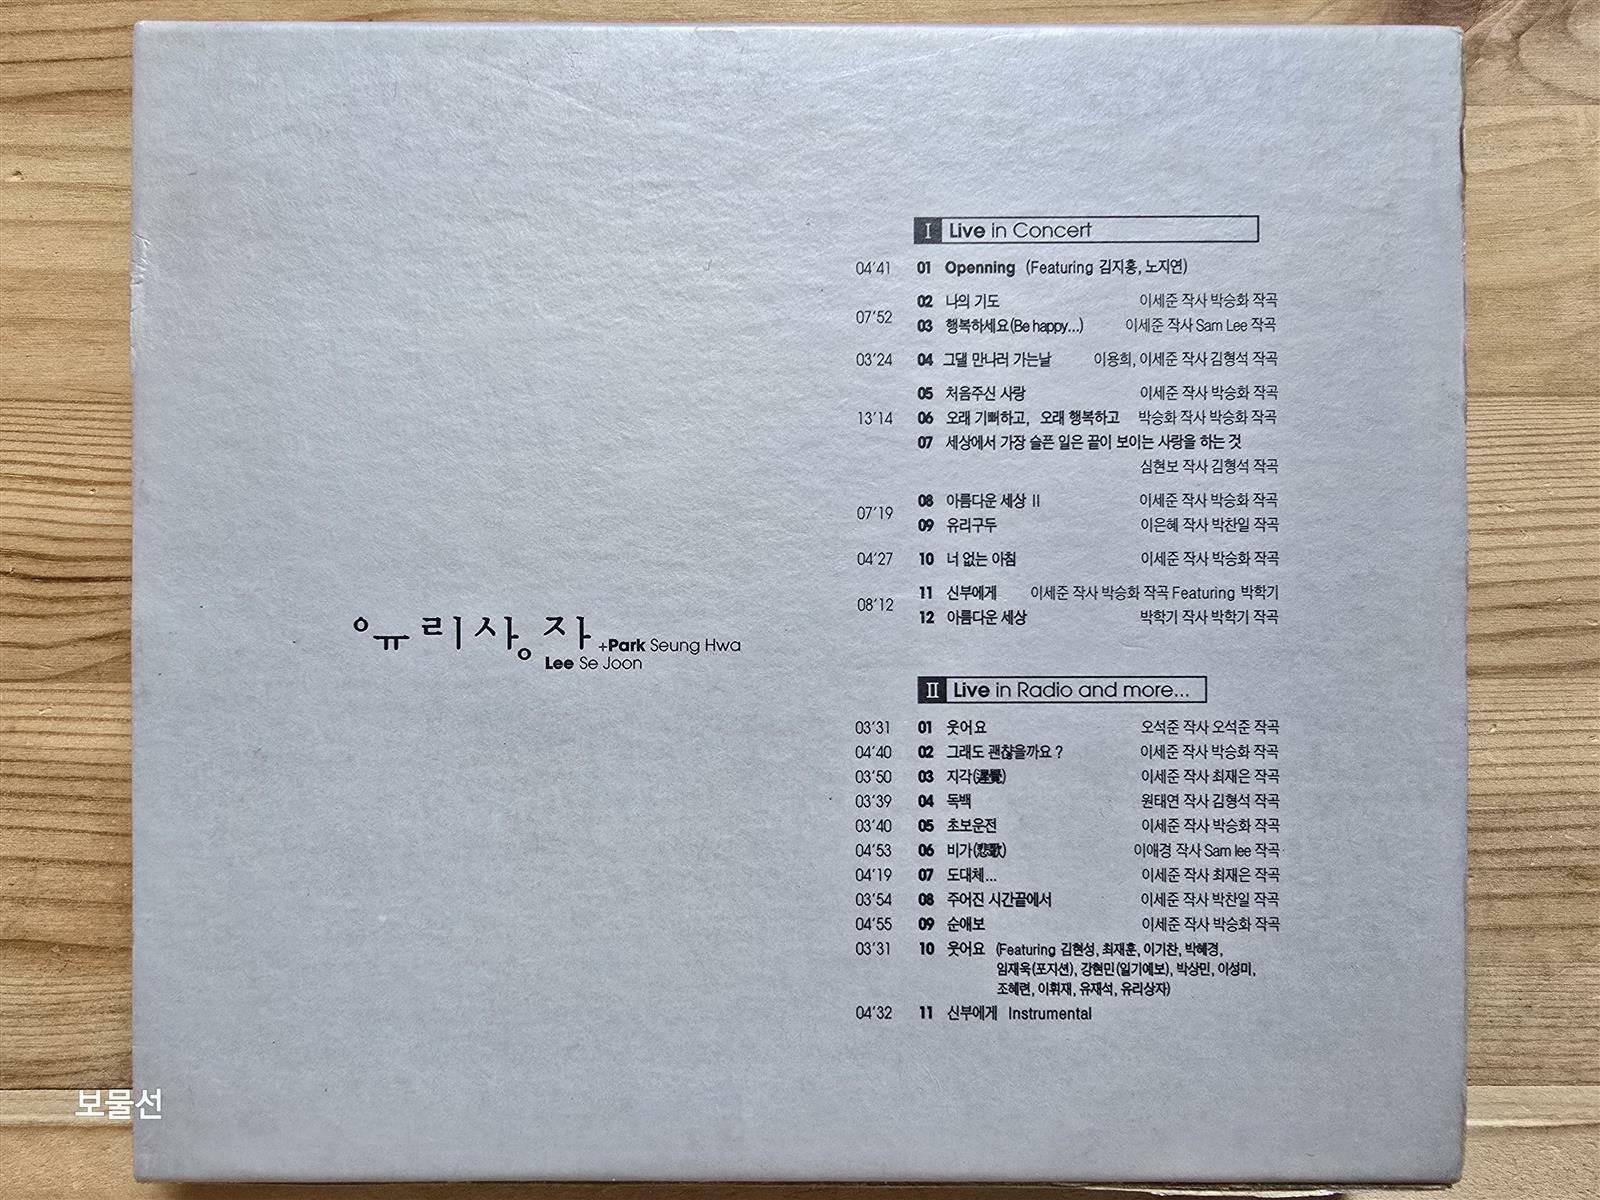 유리상자 +Park Seung Hwa
Lee Se Joon
I Live in Concert
04'41 01 Openning (Featuring 김지홍, 노지연)
02 나의 기도 이세준 작사 박승화 작곡
07'52
03 행복하세요(Be happy...) 이세준 작사 Sam Lee 작곡
03'24 04 그댈 만나러 가는날 이용희, 이세준 작사 김형석 작곡
05 처음주신 사랑 이세준 작사 박승화 작곡
13'14 06 오래 기뻐하고, 오래 행복하고 박승화 작사 박승화 작곡
07 세상에서 가장 슬픈 일은 끝이 보이는 사랑을 하는 것
심현보 작사 김형석 작곡
08 아름다운 세상 II 이세준 작사 박승화 작곡
07'19
09 유리구두 이은혜 작사 박찬일 작곡
04'27 10 너 없는 아침 이세준 작사 박승화 작곡
11 신부에게 이세준 작사 박승화 작곡 Featuring 박학기
08'12
12 아름다운 세상 박학기 작사 박학기 작곡
II Live in Radio and more...
03'31 01 웃어요 오석준 작사 오석준 작곡
04'40 02 그래도 괜찮을까요 ? 이세준 작사 박승화 작곡
03'50 03 지각(遲覺) 이세준 작사 최재은 작곡
03'39 04 독백 원태연 작사 김형석 작곡
03'40 05 초보운전 이세준 작사 박승화 작곡
04'53 06 비가(悲歌) 이애경 작사 Sam lee 작곡
04'19 07 도대체... 이세준 작사 최재은 작곡
03'54 08 주어진 시간끝에서 이세준 작사 박찬일 작곡
04'55 09 순애보 이세준 작사 박승화 작곡
03'31 10 웃어요 (Featuring 김현성, 최재훈, 이기찬, 박혜경,
임재욱(포지션), 강현민(일기예보), 박상민, 이성미,
조혜련, 이휘재, 유재석, 유리상자)
04'32 11 신부에게 Instrumental
보물선